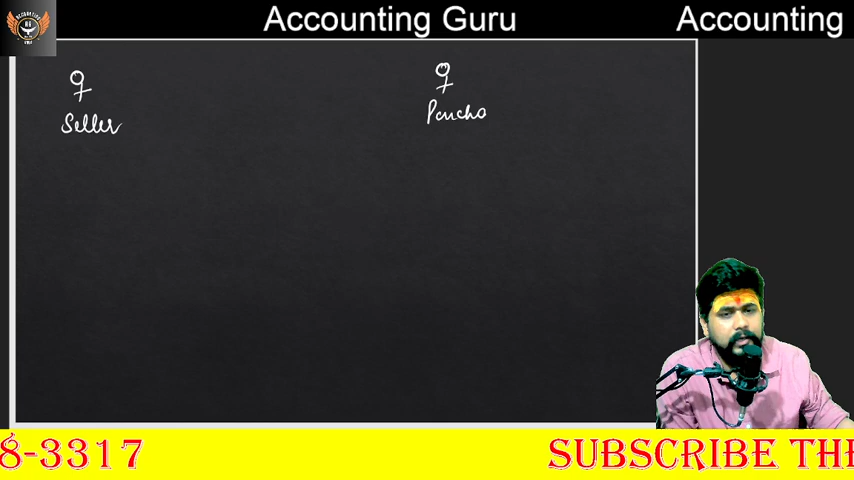 Accounting Guru
Accounting
Seller
Purcha
8-3317
SUBSCRIBE THE